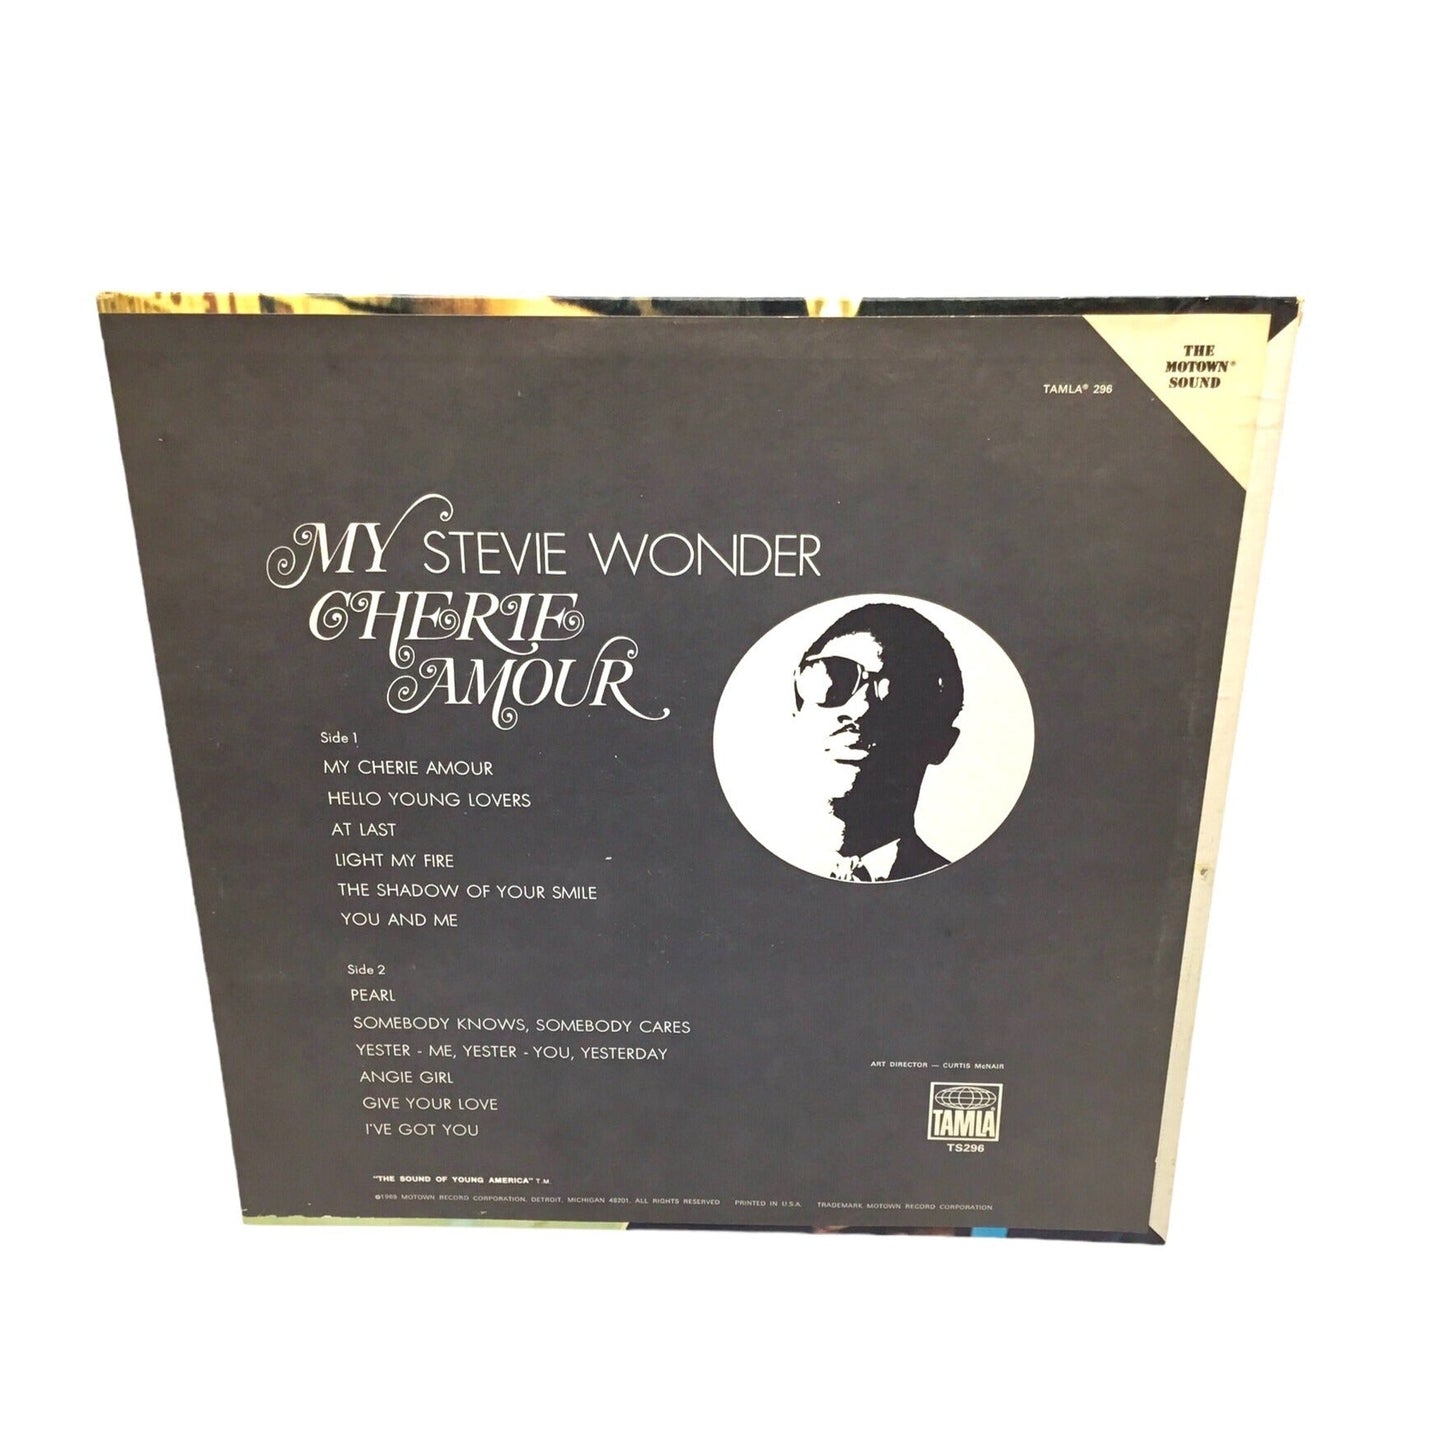 THE
MOTOWN®
SOUND
TAMLA® 296
MY STEVIE WONDER
CHERIE
AMOUR
Side 1
MY CHERIE AMOUR
HELLO YOUNG LOVERS
AT LAST
LIGHT MY FIRE
THE SHADOW OF YOUR SMILE
YOU AND ME
Side 2
PEARL
SOMEBODY KNOWS, SOMEBODY CARES
YESTER - ME, YESTER - YOU, YESTERDAY
ANGIE GIRL
GIVE YOUR LOVE
I'VE GOT YOU
ART DIRECTOR — CURTIS McNAIR
TAMLA®
TS296
"THE SOUND OF YOUNG AMERICA" T.M.
©1969 MOTOWN RECORD CORPORATION, DETROIT, MICHIGAN 48201. ALL RIGHTS RESERVED PRINTED IN U.S.A. TRADEMARK MOTOWN RECORD CORPORATION